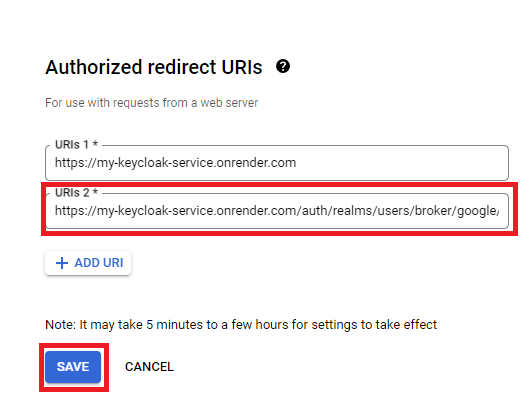 Authorized redirect URIs ?
For use with requests from a web server
URIs 1 *
https://my-keycloak-service.onrender.com
URIs 2 *
https://my-keycloak-service.onrender.com/auth/realms/users/broker/google/
+ ADD URI
Note: It may take 5 minutes to a few hours for settings to take effect
SAVE CANCEL